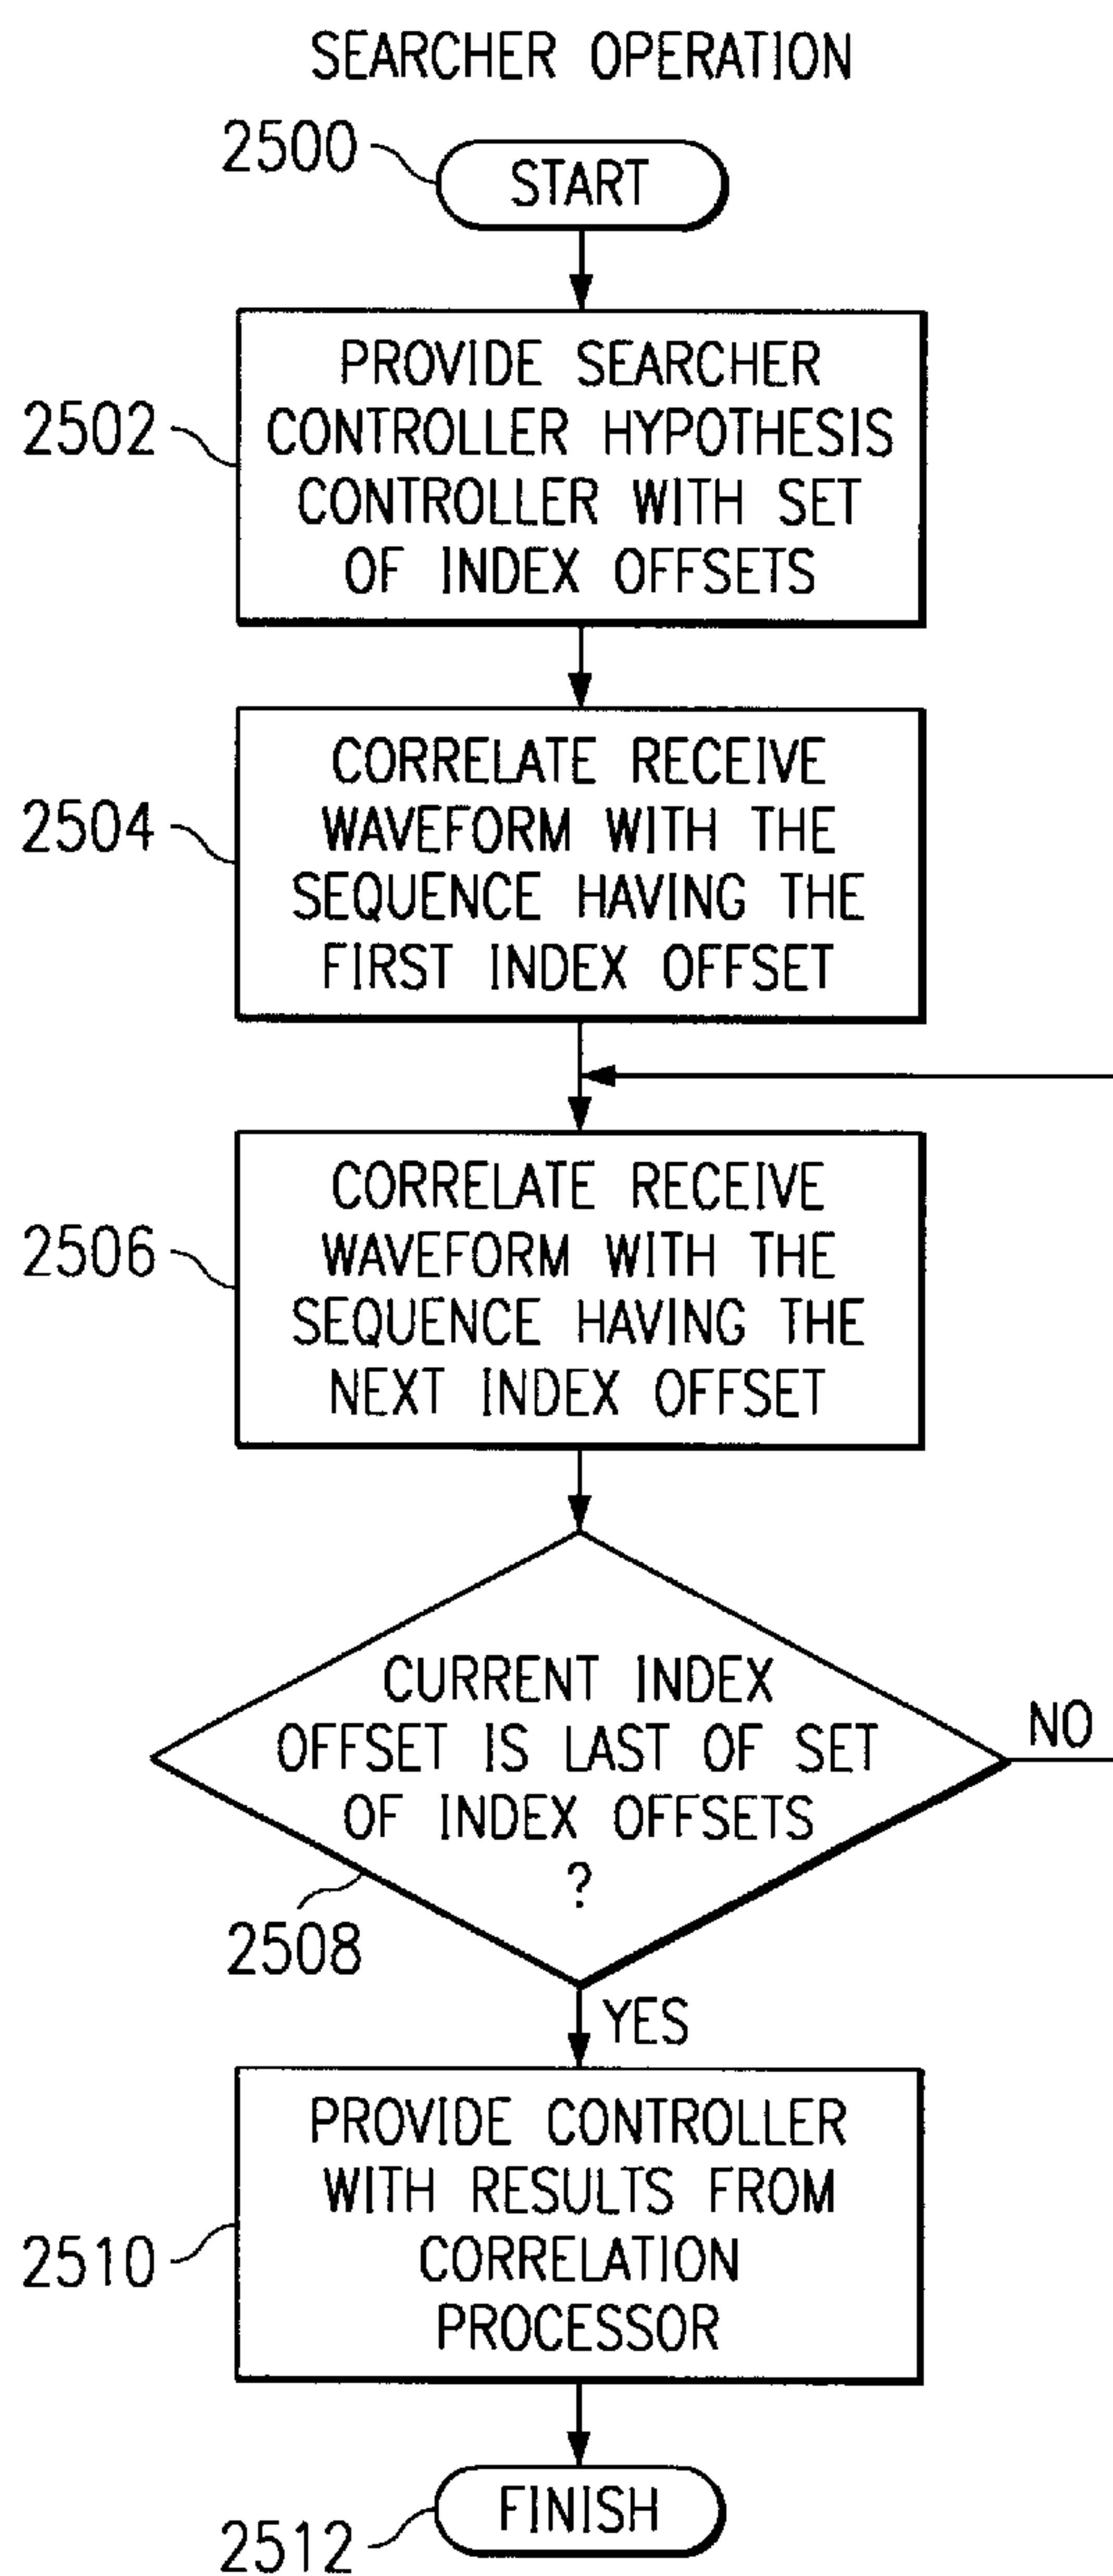 SEARCHER OPERATION
2500
START
2502
PROVIDE SEARCHER
CONTROLLER HYPOTHESIS
CONTROLLER WITH SET
OF INDEX OFFSETS
2504
CORRELATE RECEIVE
WAVEFORM WITH THE
SEQUENCE HAVING THE
FIRST INDEX OFFSET
2506
CORRELATE RECEIVE
WAVEFORM WITH THE
SEQUENCE HAVING THE
NEXT INDEX OFFSET
CURRENT INDEX
OFFSET IS LAST OF SET
OF INDEX OFFSETS
?
NO
2508
YES
2510
PROVIDE CONTROLLER
WITH RESULTS FROM
CORRELATION
PROCESSOR
2512
FINISH